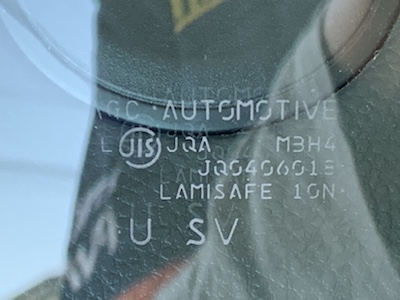 AGC AUTOMOTIVE
L JIS JQA M3H4
JQ0406018
LAMISAFE 10N
U SV